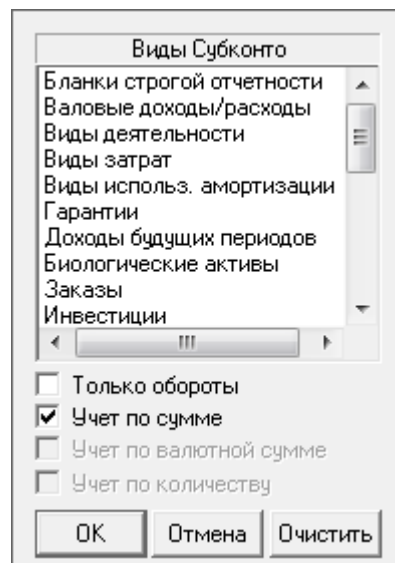 Виды Субконто
Бланки строгой отчетности
Валовые доходы/расходы
Виды деятельности
Виды затрат
Виды использ. амортизации
Гарантии
Доходы будущих периодов
Биологические активы
Заказы
Инвестиции
Только обороты
Учет по сумме
Учет по валютной сумме
Учет по количеству
ОК Отмена Очистить